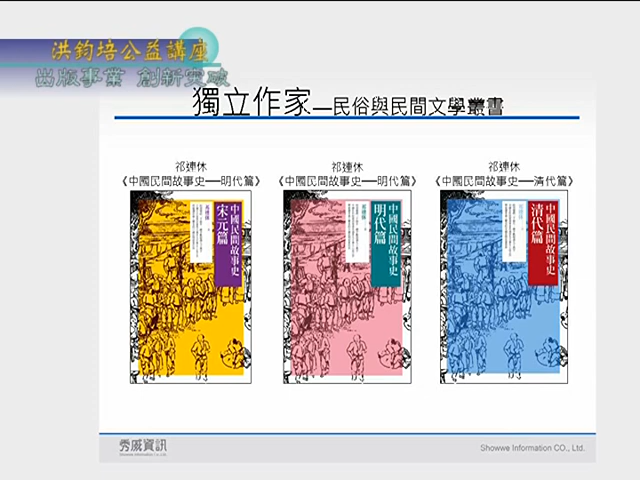 洪鈞培公益講座
出版事業 創新突破
獨立作家—民俗與民間文學叢書
祁連休
《中國民間故事史──明代篇》
祁連休
《中國民間故事史──明代篇》
祁連休
《中國民間故事史──清代篇》
中國民間故事史
宋元篇
中國民間故事史
明代篇
中國民間故事史
清代篇
秀威資訊
Showwe Information Co., Ltd.
Showwe Information CO., Ltd.